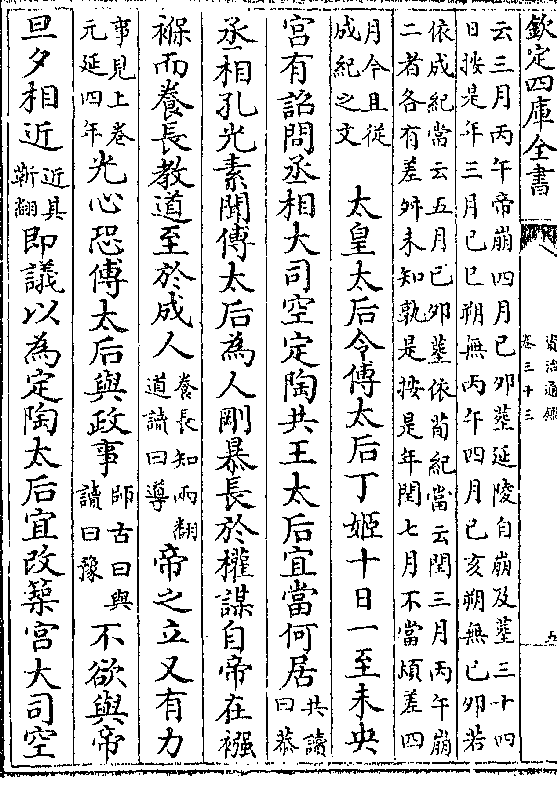 欽定四庫全書
資治通鑑
卷三十三
五
云三月丙午帝崩四月己卯葬延陵自崩及葬三十四
日按是年三月己巳朔無丙午四月己亥朔無己卯若
依成紀當云五月己卯葬依荀紀當云閏三月丙午崩
二者各有差舛未知孰是按是年閏七月不當頓差四
月今且從
成紀之文
太皇太后令傅太后丁姬十日一至未央
宮有詔問丞相大司空定陶共王太后宜當何居
共讀
曰恭
丞相孔光素聞傅太后為人剛暴長於權謀自帝在襁
褓而養長教道至於成人
養長知兩翻
道讀曰導
帝之立又有力
事見上卷
元延四年
光心恐傅太后與政事
師古曰與
讀曰豫
不欲與帝
旦夕相近
近具
靳翻
即議以為定陶太后宜改築宮大司空